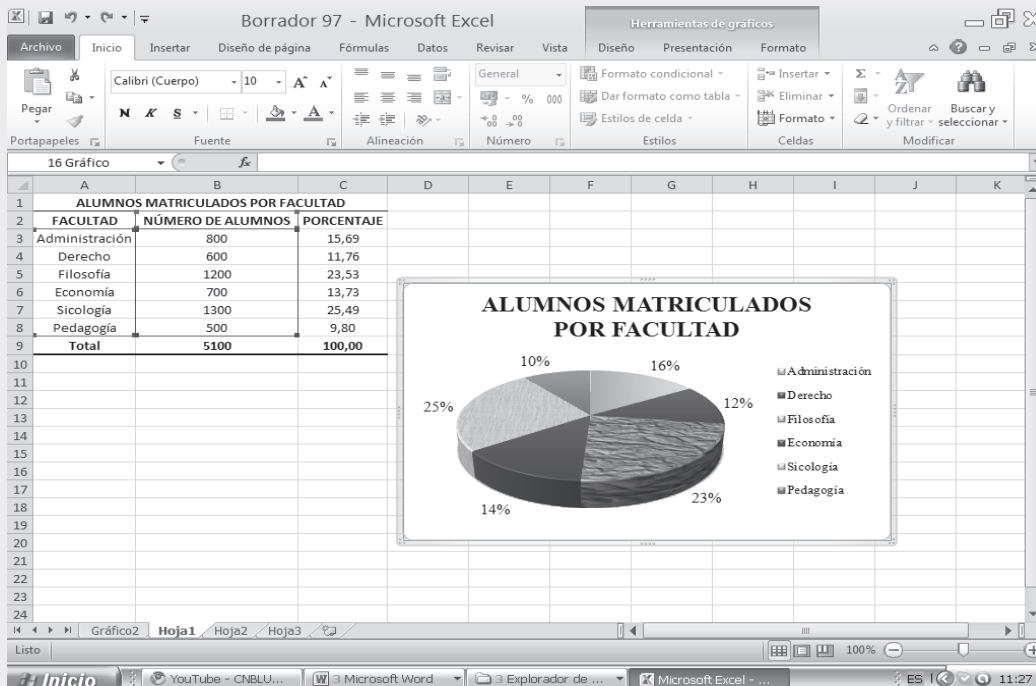 Borrador 97 - Microsoft Excel
Herramientas de gráficos
Archivo Inicio Insertar Diseño de página Fórmulas Datos Revisar Vista Diseño Presentación Formato
Pegar
Calibri (Cuerpo) 10 A A
N K S A
General
% 000
Formato condicional
Dar formato como tabla
Estilos de celda
Insertar
Eliminar
Formato
Σ
Ordenar y filtrar
Buscar y seleccionar
Portapapeles Fuente Alineación Número Estilos Celdas Modificar
16 Gráfico fx
A B C D E F G H I J K
1 ALUMNOS MATRICULADOS POR FACULTAD
2 FACULTAD NÚMERO DE ALUMNOS PORCENTAJE
3 Administración 800 15,69
4 Derecho 600 11,76
5 Filosofía 1200 23,53
6 Economía 700 13,73
7 Sicología 1300 25,49
8 Pedagogía 500 9,80
9 Total 5100 100,00
10
11
12
13
14
15
16
17
18
19
20
21
22
23
24
ALUMNOS MATRICULADOS
POR FACULTAD
10%
16%
25%
12%
14%
23%
Administración
Derecho
Filosofía
Economía
Sicología
Pedagogía
Gráfico2 Hoja1 Hoja2 Hoja3
Listo 100%
Inicio YouTube - CNBLU... 3 Microsoft Word 3 Explorador de ... Microsoft Excel - ... ES 11:22